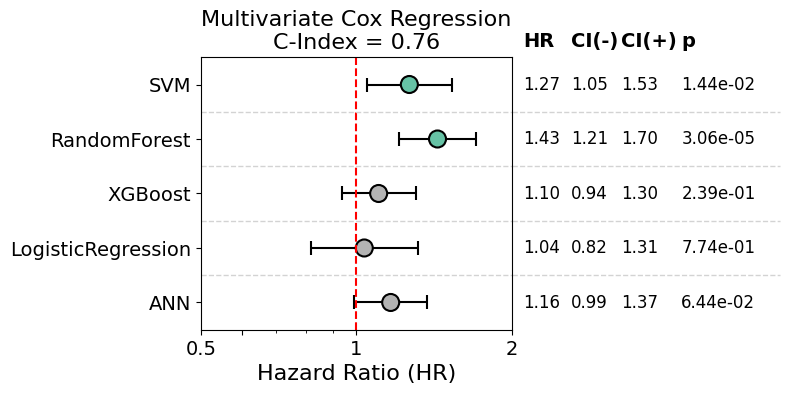 Multivariate Cox Regression
C-Index = 0.76
HR CI(-) CI(+) p
SVM 1.27 1.05 1.53 1.44e-02
RandomForest 1.43 1.21 1.70 3.06e-05
XGBoost 1.10 0.94 1.30 2.39e-01
LogisticRegression 1.04 0.82 1.31 7.74e-01
ANN 1.16 0.99 1.37 6.44e-02
0.5 1 2
Hazard Ratio (HR)